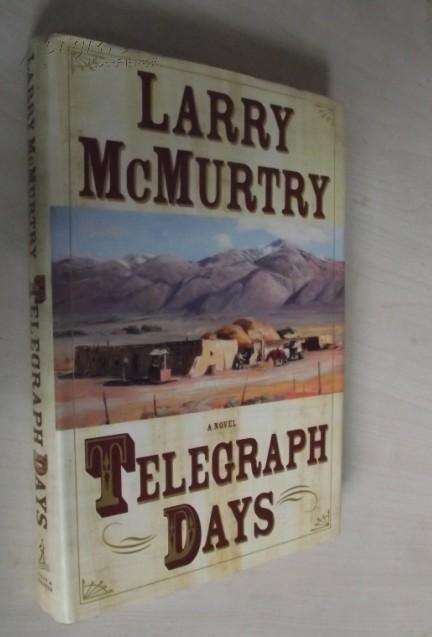 LARRY
McMURTRY
A NOVEL
TELEGRAPH
DAYS
LARRY McMURTRY
TELEGRAPH DAYS